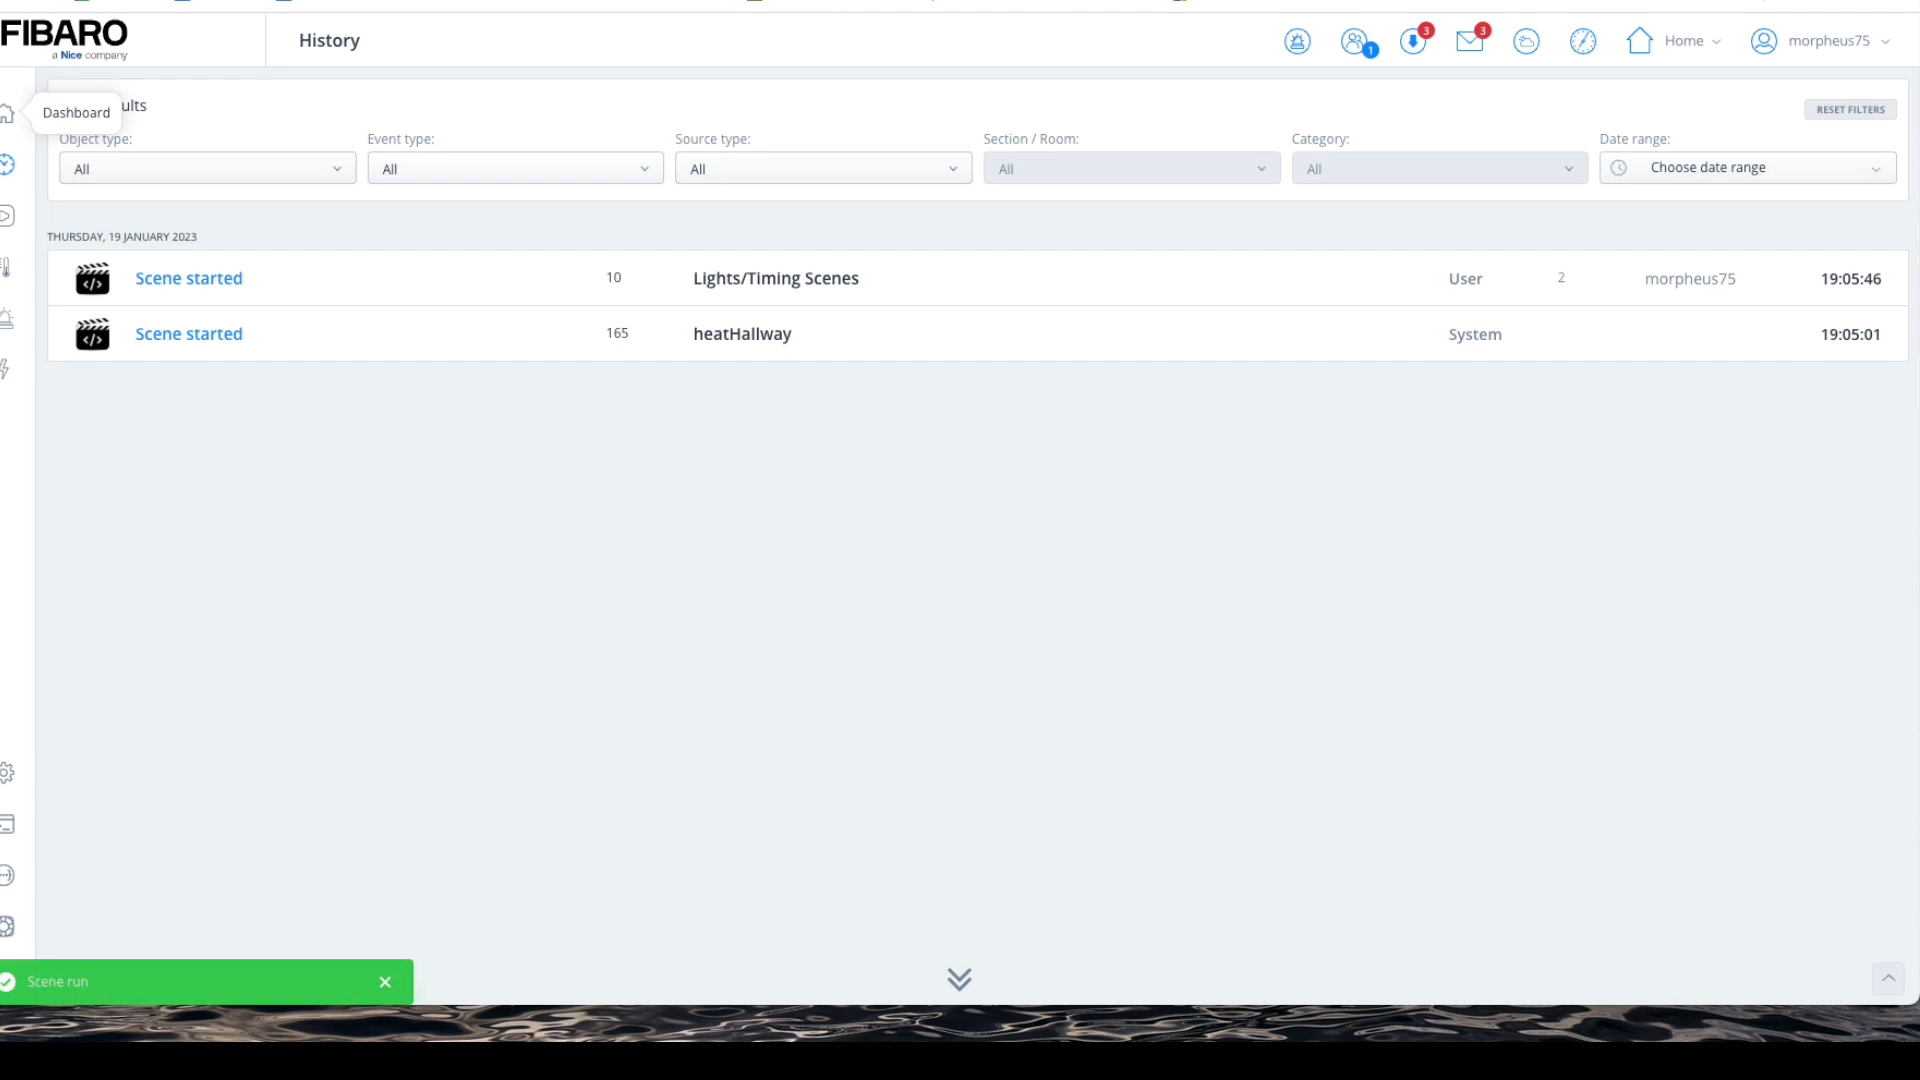 FIBARO
a Nice company
History
1
3
3
Home
morpheus75
Dashboard
ults
RESET FILTERS
Object type:
Event type:
Source type:
Section / Room:
Category:
Date range:
All
All
All
All
All
Choose date range
THURSDAY, 19 JANUARY 2023
Scene started 10 Lights/Timing Scenes User 2 morpheus75 19:05:46
Scene started 165 heatHallway System 19:05:01
Scene run